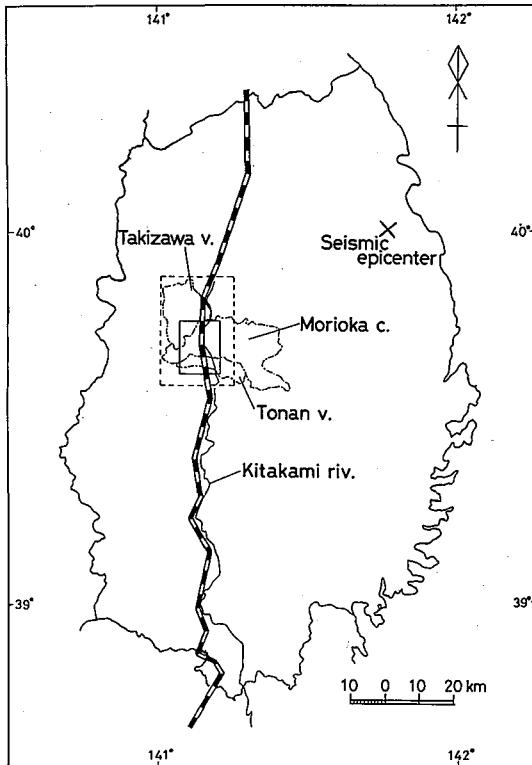 141°
142°
40°
40°
Takizawa v.
Seismic
epicenter
Morioka c.
Tonan v.
Kitakami riv.
39°
39°
10 0 10 20 km
141°
142°